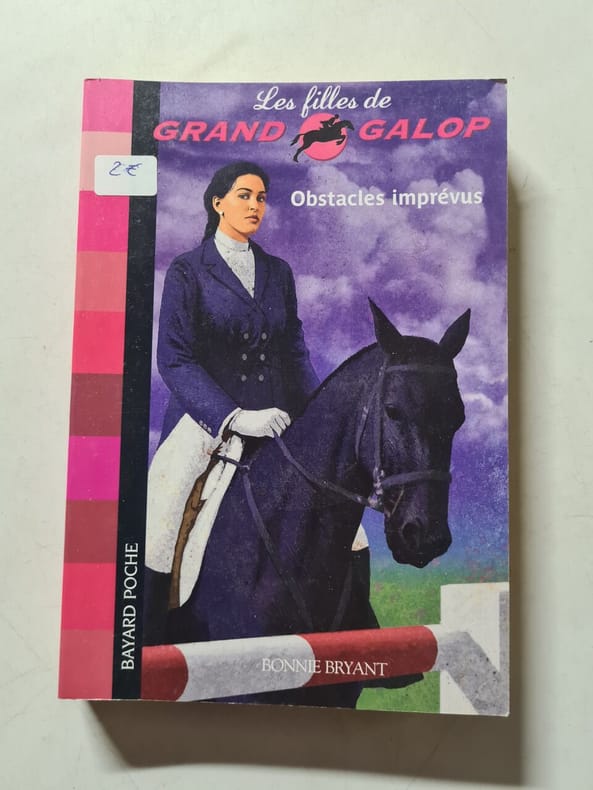 Les filles de
GRAND GALOP
2€
Obstacles imprévus
BAYARD POCHE
BONNIE BRYANT